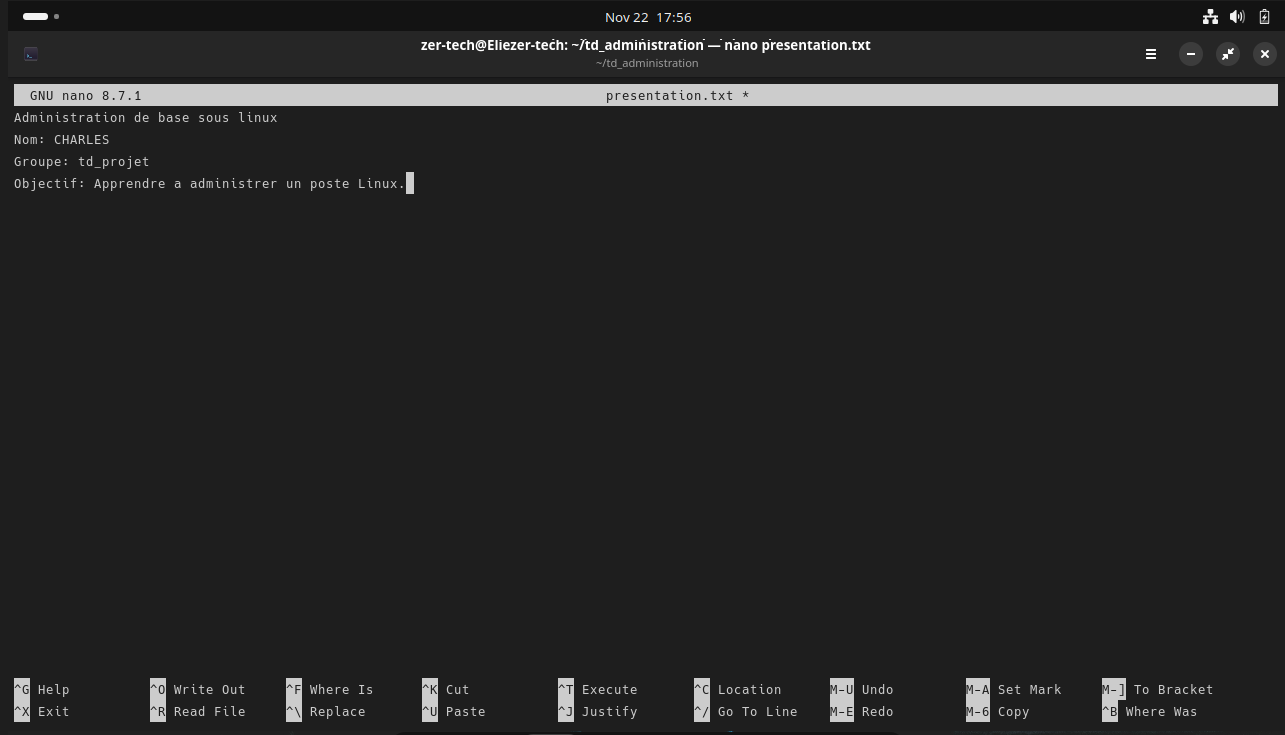 Nov 22 17:56
zer-tech@Eliezer-tech: ~/td_administration — nano presentation.txt
~/td_administration
GNU nano 8.7.1 presentation.txt *
Administration de base sous linux
Nom: CHARLES
Groupe: td_projet
Objectif: Apprendre a administrer un poste Linux.
^G Help ^O Write Out ^F Where Is ^K Cut ^T Execute ^C Location M-U Undo M-A Set Mark M-] To Bracket
^X Exit ^R Read File ^\ Replace ^U Paste ^J Justify ^/ Go To Line M-E Redo M-6 Copy ^B Where Was